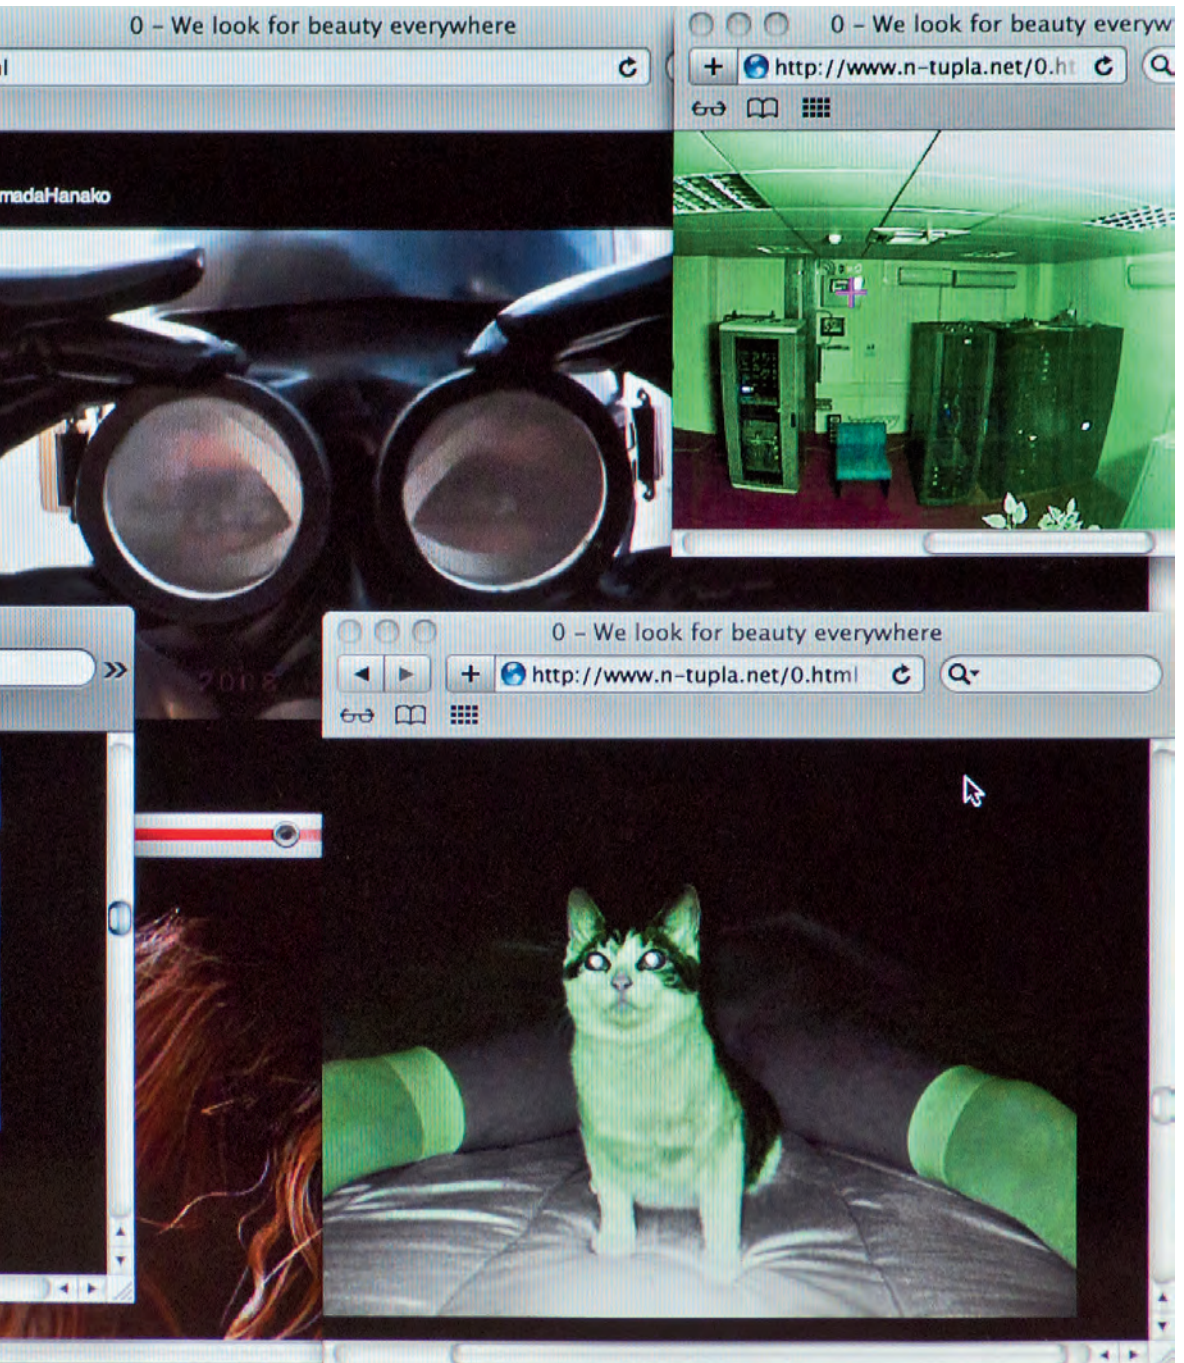 0 – We look for beauty everywhere
0 – We look for beauty everyw
http://www.n-tupla.net/0.ht
madaHanako
0 – We look for beauty everywhere
http://www.n-tupla.net/0.html
2008